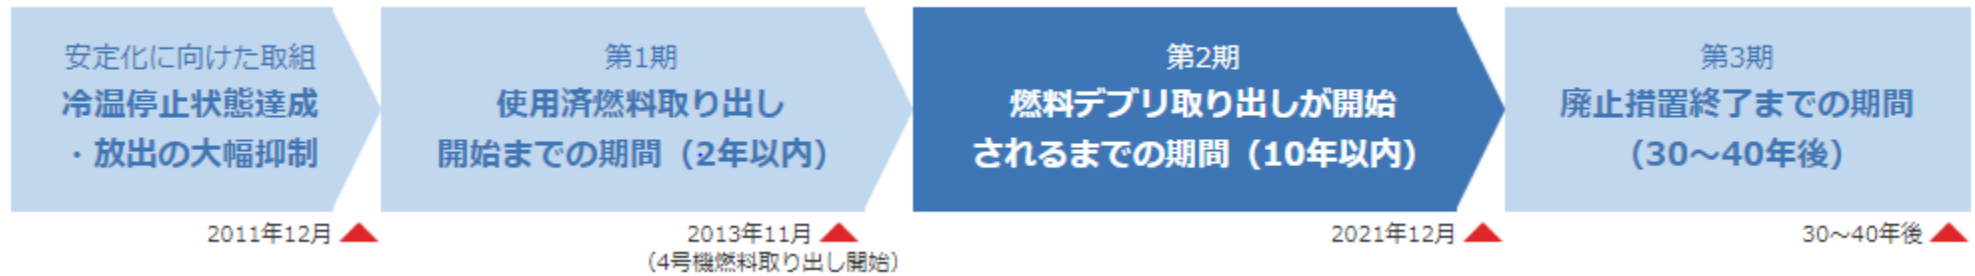 安定化に向けた取組
冷温停止状態達成
・放出の大幅抑制
2011年12月
第1期
使用済燃料取り出し
開始までの期間（2年以内）
2013年11月
（4号機燃料取り出し開始）
第2期
燃料デブリ取り出しが開始
されるまでの期間（10年以内）
2021年12月
第3期
廃止措置終了までの期間
（30～40年後）
30～40年後